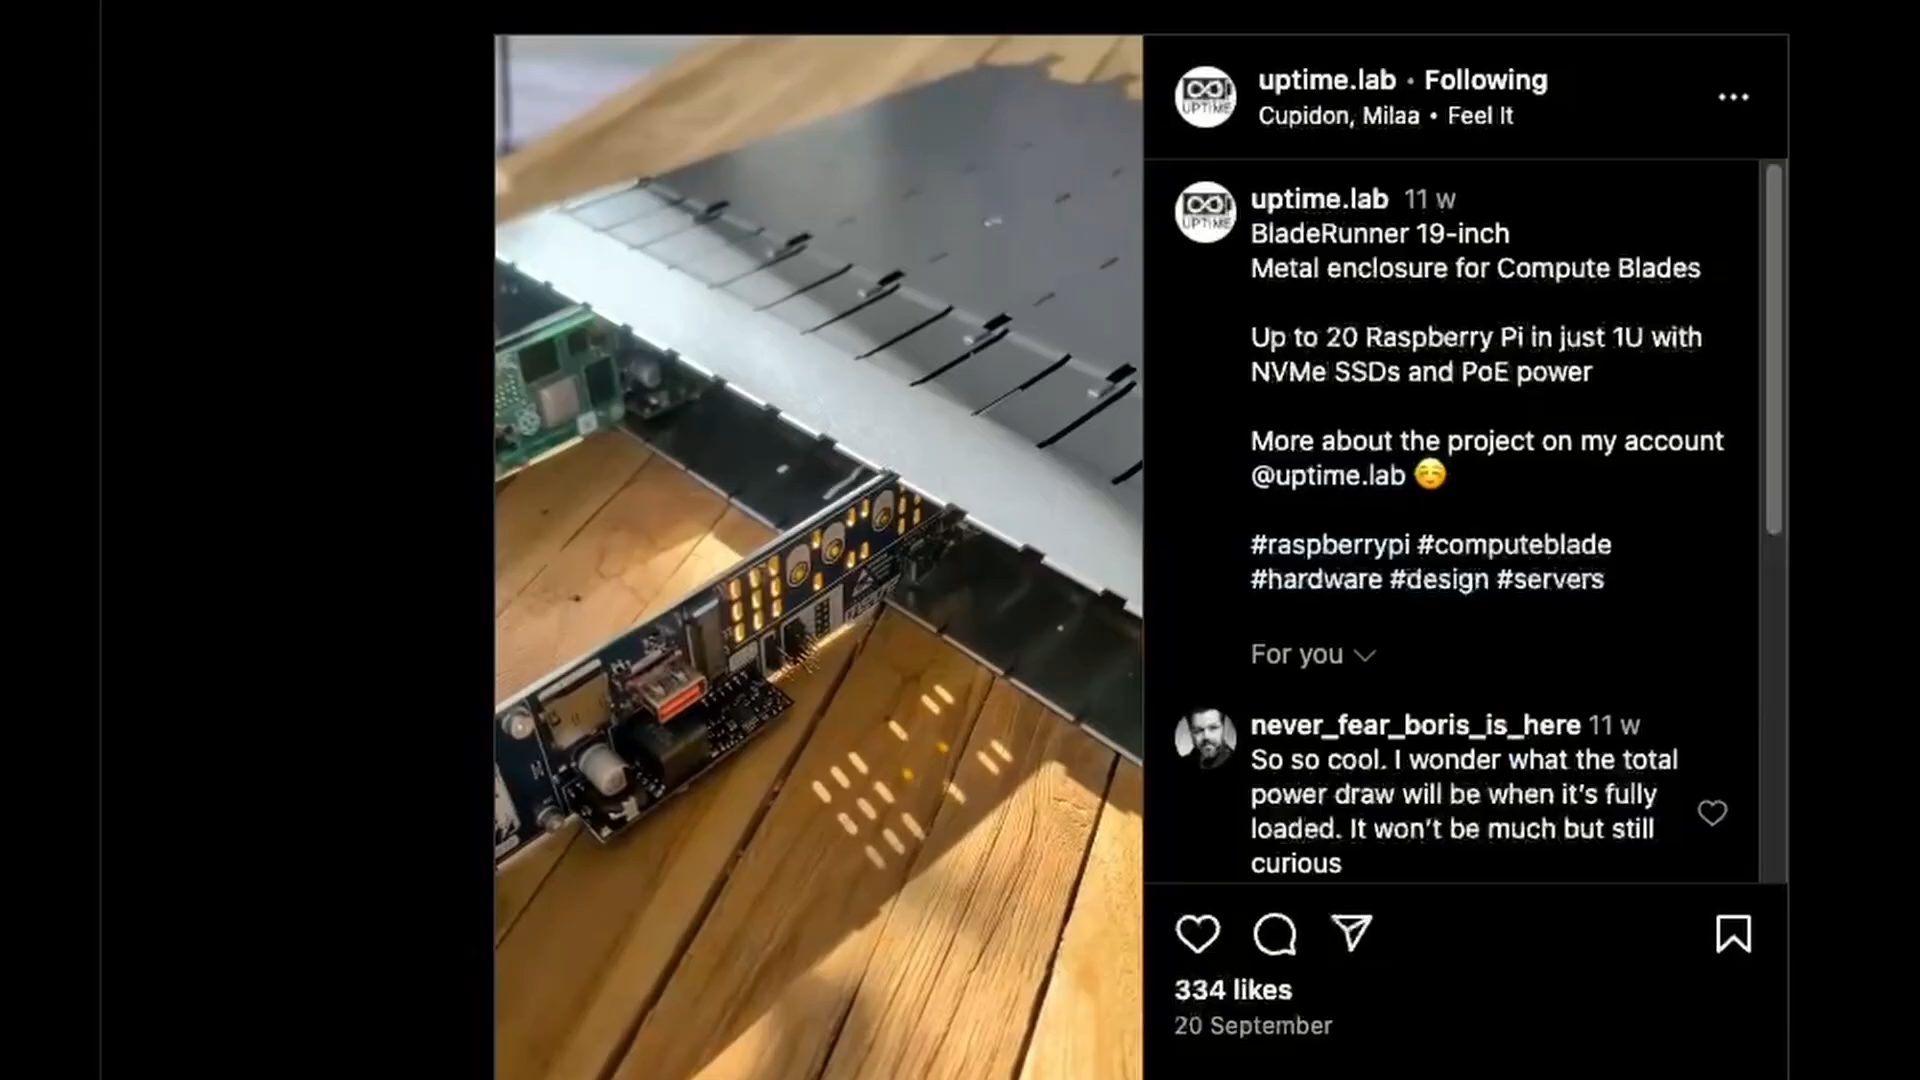 uptime.lab • Following
Cupidon, Milaa • Feel It
UPTIME
uptime.lab 11 w
UPTIME
BladeRunner 19-inch
Metal enclosure for Compute Blades
Up to 20 Raspberry Pi in just 1U with
NVMe SSDs and PoE power
More about the project on my account
@uptime.lab ☺️
#raspberrypi #computeblade
#hardware #design #servers
For you
never_fear_boris_is_here 11 w
So so cool. I wonder what the total
power draw will be when it’s fully
loaded. It won’t be much but still
curious
334 likes
20 September